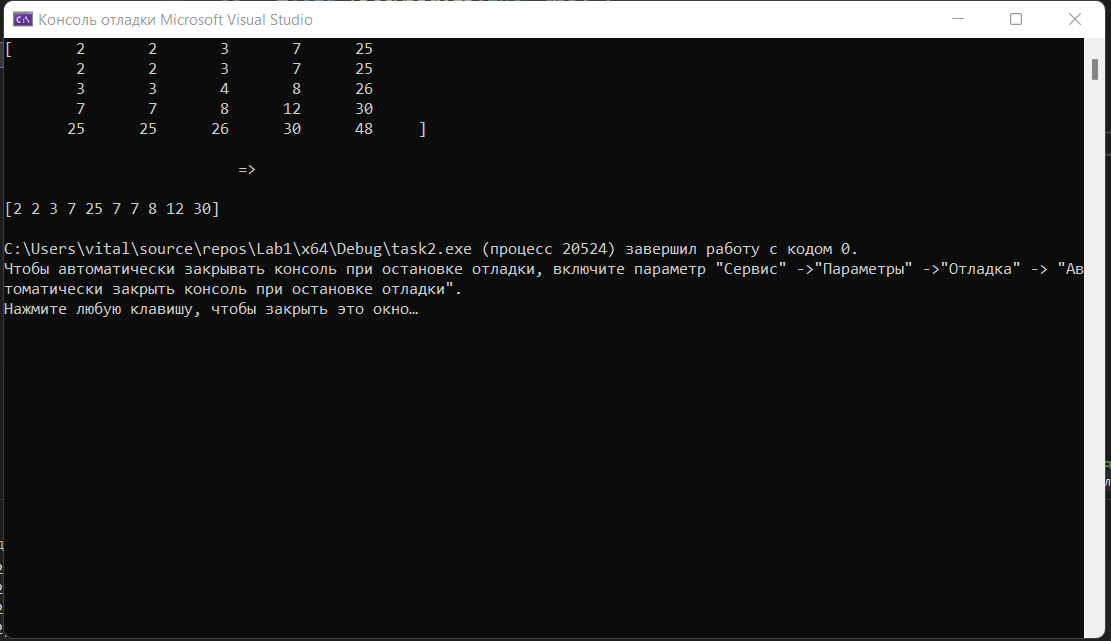 Консоль отладки Microsoft Visual Studio
[ 2 2 3 7 25
2 2 3 7 25
3 3 4 8 26
7 7 8 12 30
25 25 26 30 48 ]
=>
[2 2 3 7 25 7 7 8 12 30]
C:\Users\vital\source\repos\Lab1\x64\Debug\task2.exe (процесс 20524) завершил работу с кодом 0.
Чтобы автоматически закрывать консоль при остановке отладки, включите параметр "Сервис" ->"Параметры" ->"Отладка" -> "Ав
томатически закрыть консоль при остановке отладки".
Нажмите любую клавишу, чтобы закрыть это окно…